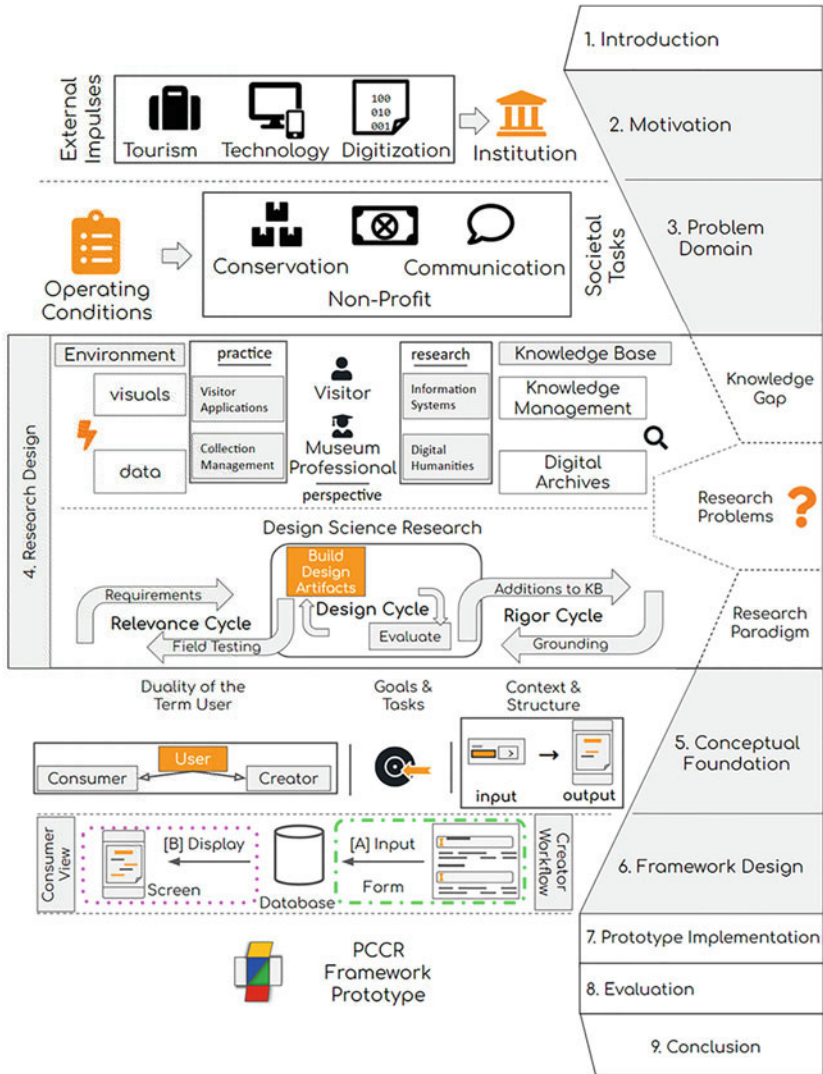 1. Introduction
External
Impulses
100
010
001
Tourism
Technology
Digitization
Institution
2. Motivation
Operating
Conditions
Conservation
Communication
Non-Profit
Societal
Tasks
3. Problem
Domain
4. Research Design
Environment
visuals
data
practice
Visitor
Applications
Collection
Management
Visitor
Museum
Professional
perspective
research
Information
Systems
Digital
Humanities
Knowledge Base
Knowledge
Management
Digital
Archives
Knowledge
Gap
Research
Problems
?
Design Science Research
Requirements
Relevance Cycle
Field Testing
Build
Design
Artifacts
Design Cycle
Evaluate
Additions to KB
Rigor Cycle
Grounding
Research
Paradigm
Duality of the
Term User
Goals &
Tasks
Context &
Structure
User
Consumer
Creator
input
output
5. Conceptual
Foundation
Consumer
View
[B] Display
Screen
Database
[A] Input
Form
Creator
Workflow
6. Framework Design
PCCR
Framework
Prototype
7. Prototype Implementation
8. Evaluation
9. Conclusion